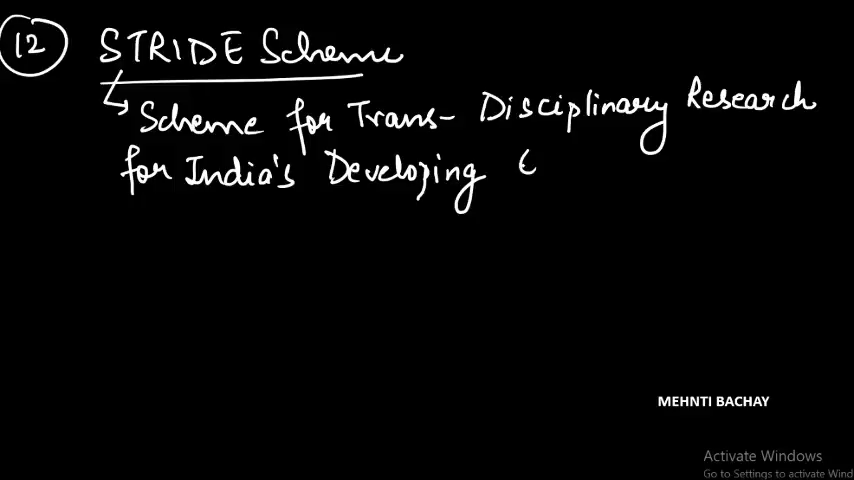 12 STRIDE Scheme
Scheme for Trans- Disciplinary Research
for India's Developing
MEHNTI BACHAY
Activate Windows
Go to Settings to activate Wind